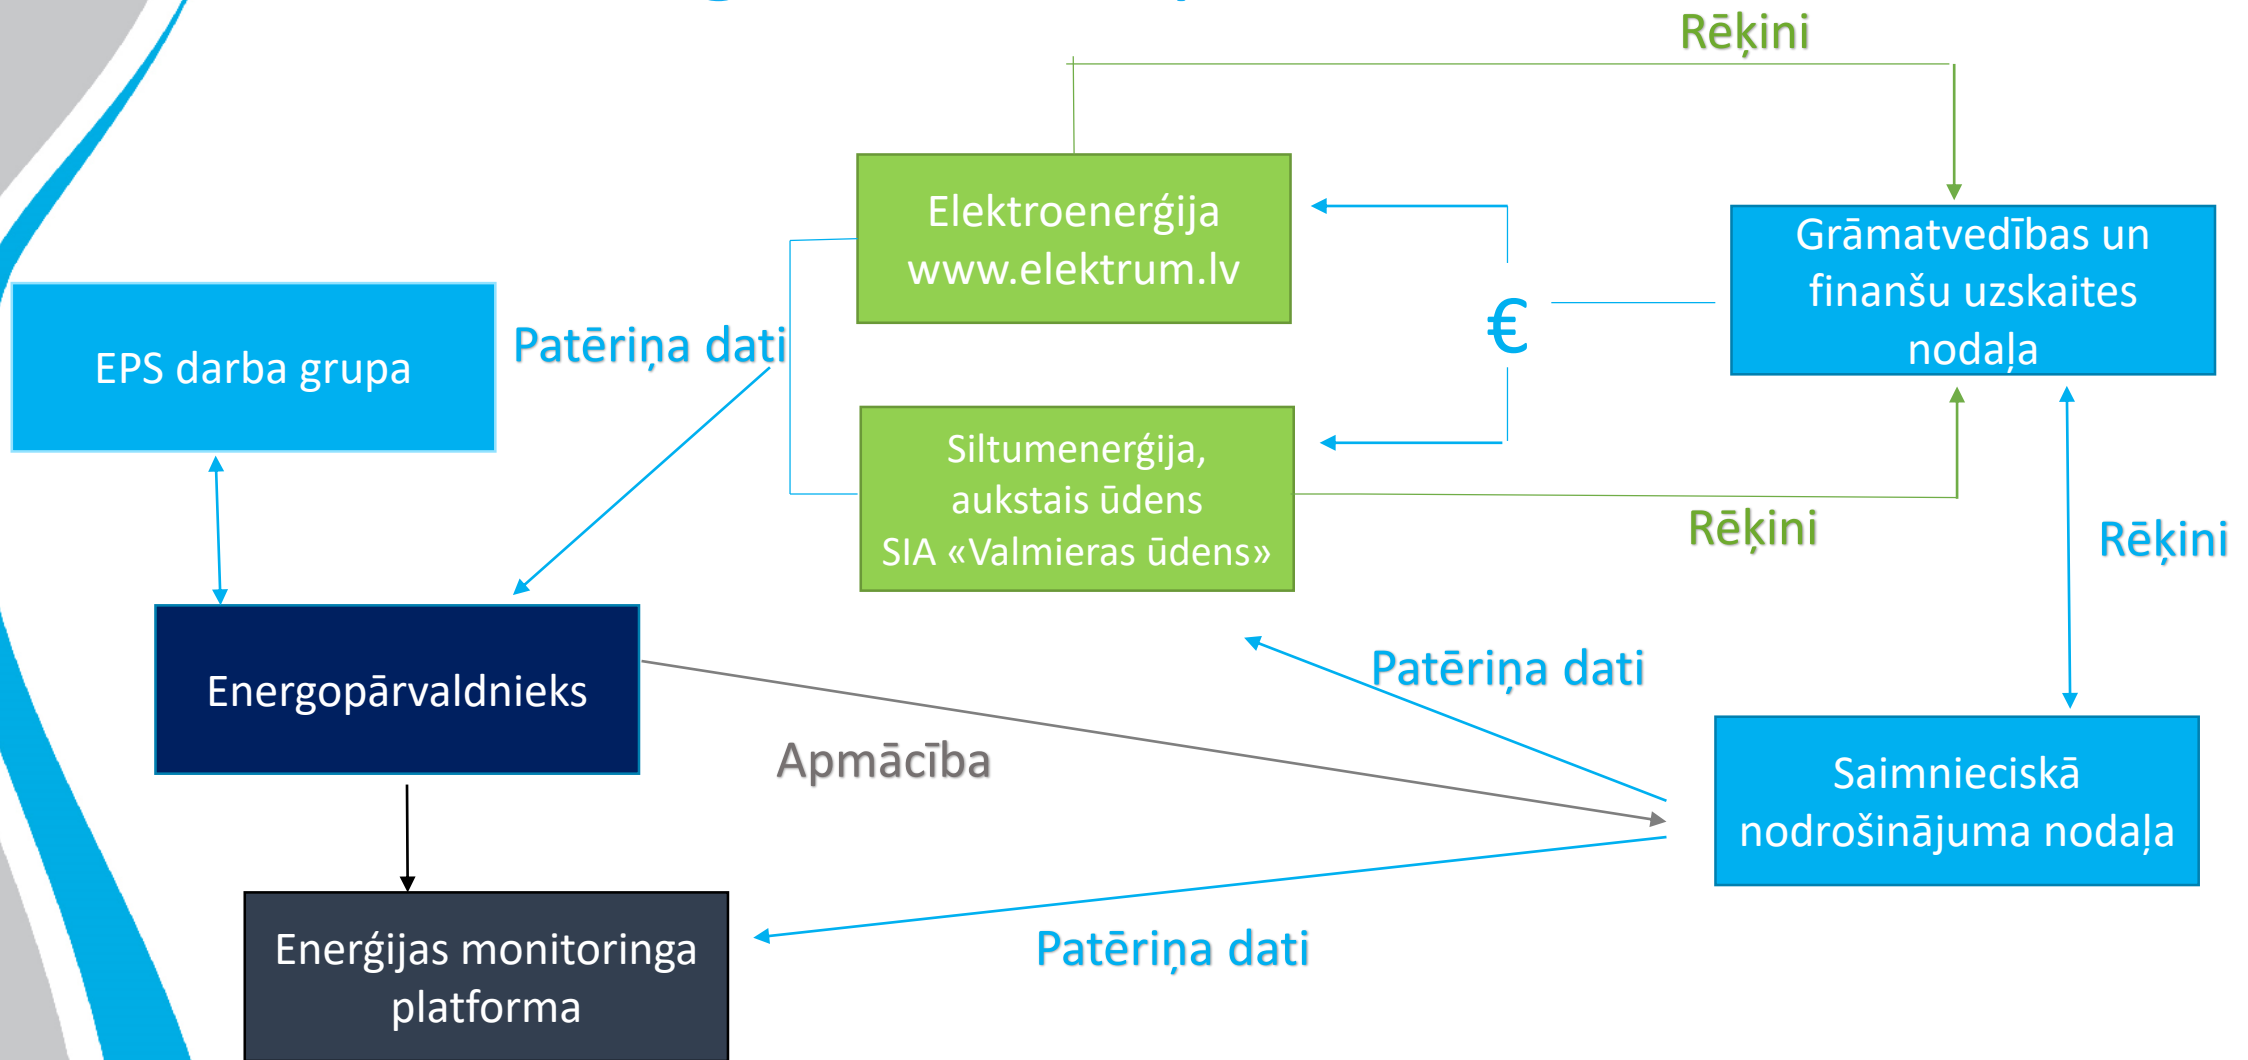 Rēķini
Elektroenerģija
www.elektrum.lv
Grāmatvedības un
finanšu uzskaites
nodaļa
€
EPS darba grupa
Patēriņa dati
Siltumenerģija,
aukstais ūdens
SIA «Valmieras ūdens»
Rēķini
Rēķini
Energopārvaldnieks
Patēriņa dati
Apmācība
Saimnieciskā
nodrošinājuma nodaļa
Enerģijas monitoringa
platforma
Patēriņa dati